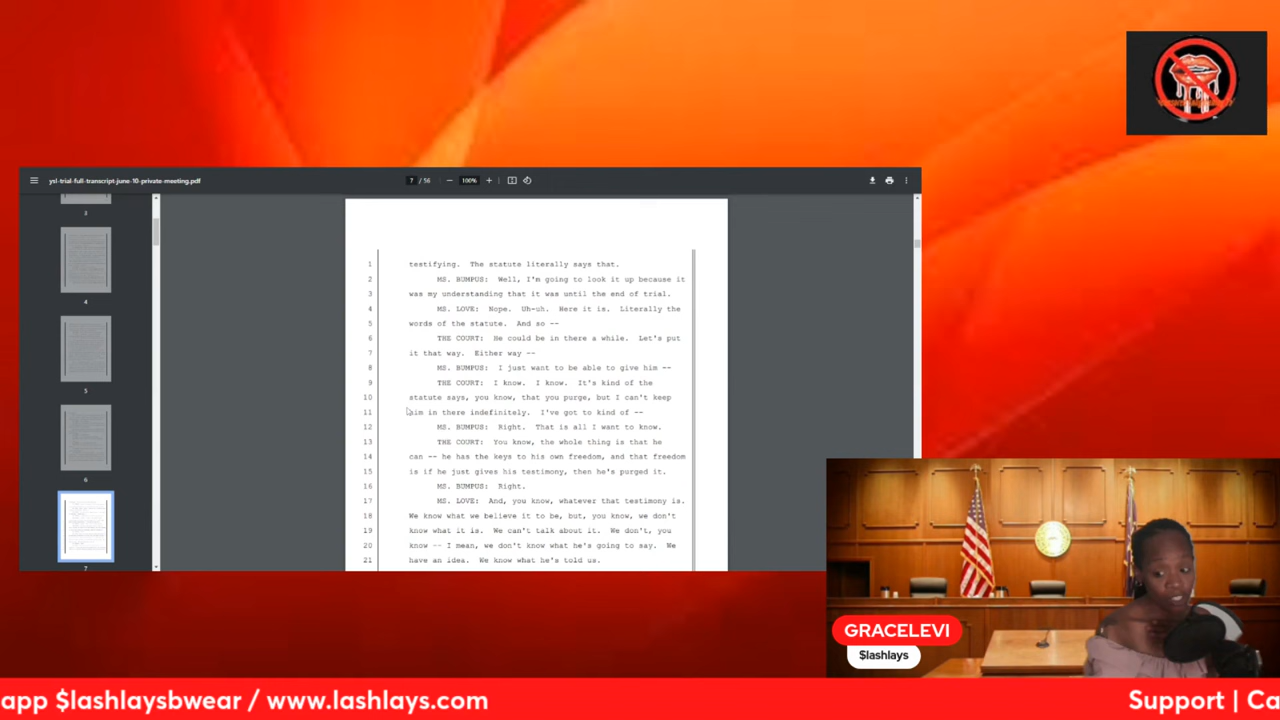 ysl-trial-full-transcript-june-10-private-meeting.pdf
7 / 56
100%
3
4
5
6
7
1 testifying. The statute literally says that.
2 MS. BUMPUS: Well, I'm going to look it up because it
3 was my understanding that it was until the end of trial.
4 MS. LOVE: Nope. Uh-uh. Here it is. Literally the
5 words of the statute. And so --
6 THE COURT: He could be in there a while. Let's put
7 it that way. Either way --
8 MS. BUMPUS: I just want to be able to give him --
9 THE COURT: I know. I know. It's kind of the
10 statute says, you know, that you purge, but I can't keep
11 him in there indefinitely. I've got to kind of --
12 MS. BUMPUS: Right. That is all I want to know.
13 THE COURT: You know, the whole thing is that he
14 can -- he has the keys to his own freedom, and that freedom
15 is if he just gives his testimony, then he's purged it.
16 MS. BUMPUS: Right.
17 MS. LOVE: And, you know, whatever that testimony is.
18 We know what we believe it to be, but, you know, we don't
19 know what it is. We can't talk about it. We don't, you
20 know -- I mean, we don't know what he's going to say. We
21 have an idea. We know what he's told us.
GRACELEVI
$lashlays
app $lashlaysbwear / www.lashlays.com
Support | Ca